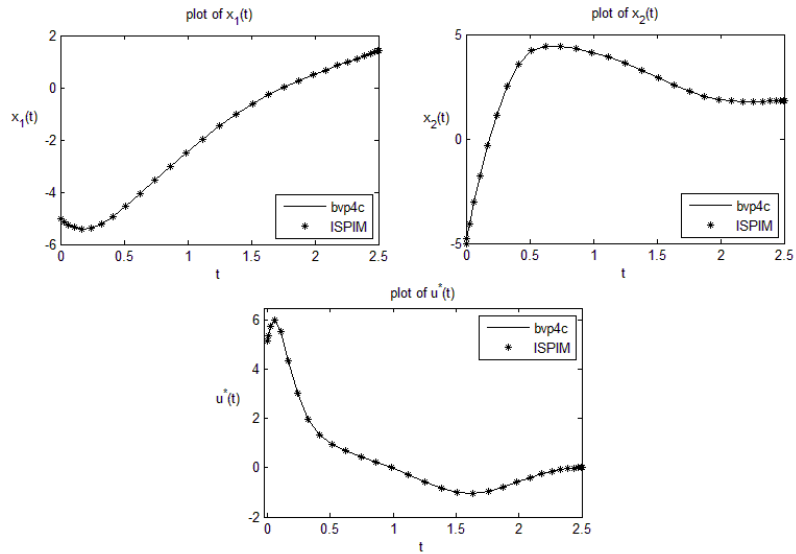 plot of x1(t)
2
0
-2
-4
-6
x1(t)
bvp4c
ISPIM
0
0.5
1
1.5
2
2.5
t
plot of x2(t)
5
0
-5
x2(t)
bvp4c
ISPIM
0
0.5
1
1.5
2
2.5
t
plot of u*(t)
6
4
2
0
-2
u*(t)
bvp4c
ISPIM
0
0.5
1
1.5
2
2.5
t